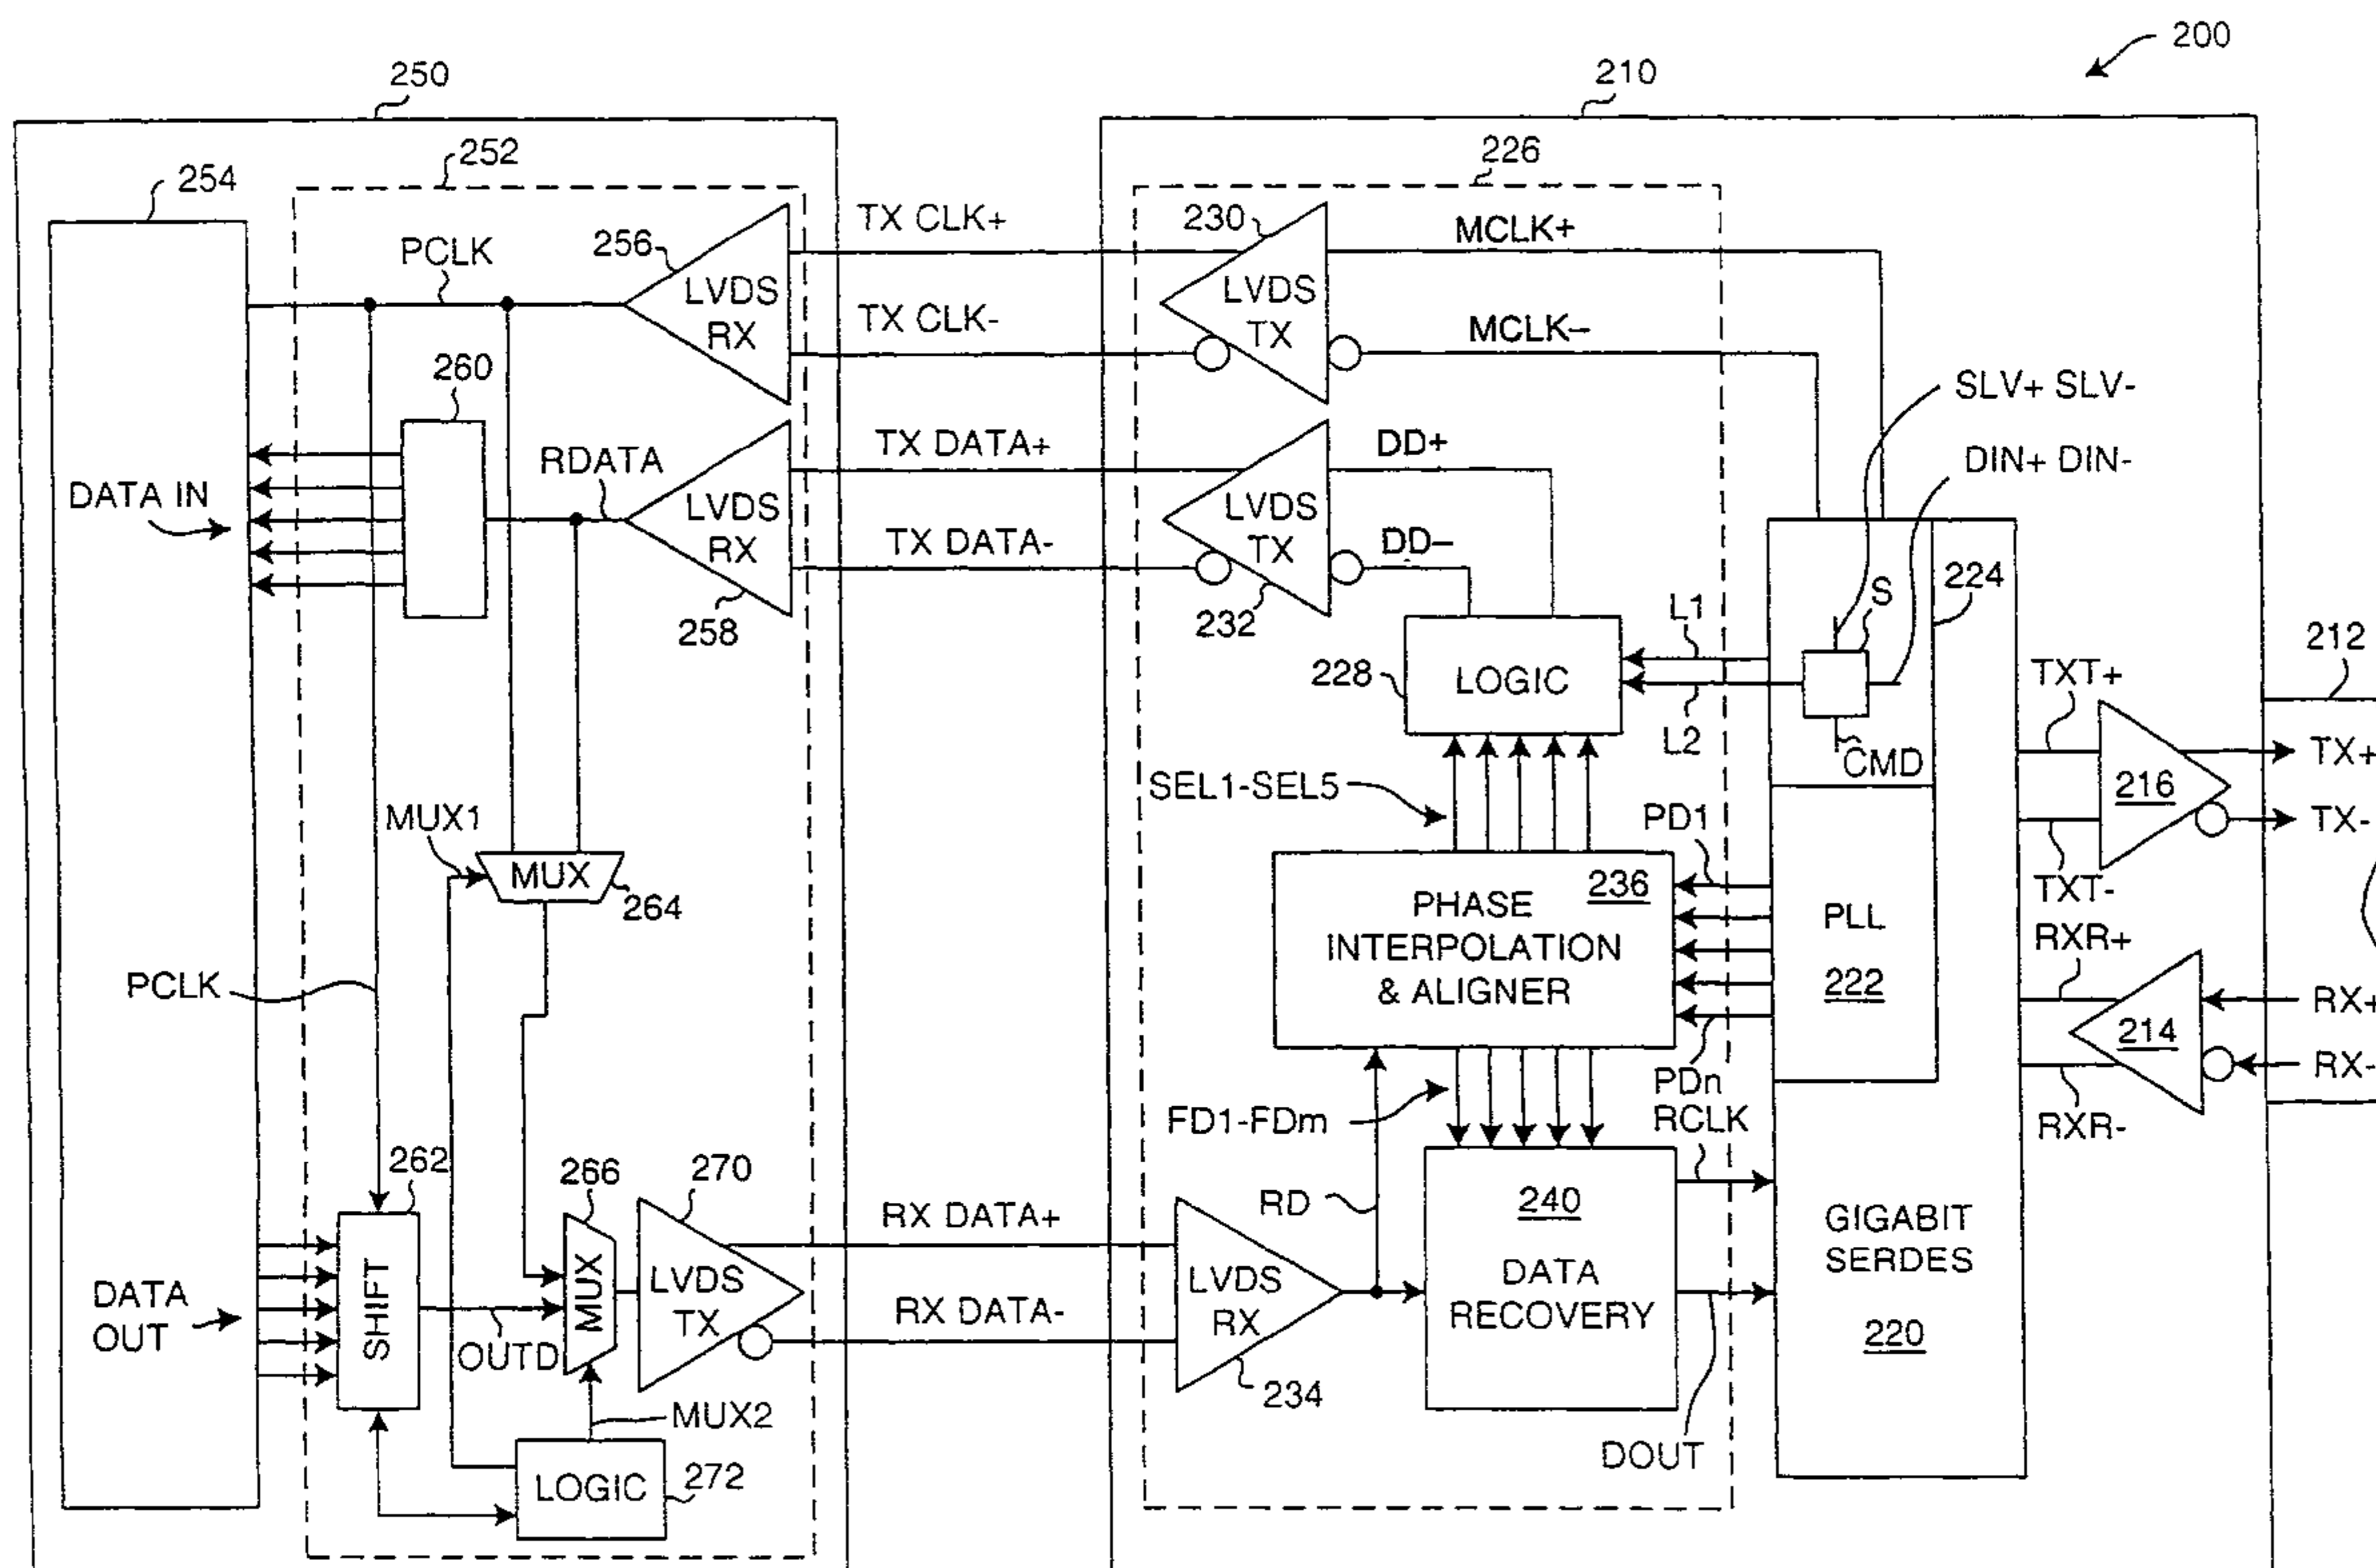 200
250
210
252
226
254
TX CLK+
230
MCLK+
256
PCLK
LVDS
RX
LVDS
TX
TX CLK-
MCLK-
SLV+ SLV-
260
TX DATA+
DD+
DIN+ DIN-
RDATA
DATA IN
LVDS
RX
LVDS
TX
TX DATA-
DD-
224
S
258
232
L1
212
228
LOGIC
TXT+
L2
TX+
CMD
SEL1-SEL5
216
MUX1
PD1
TX-
MUX
236
264
TXT-
PHASE
INTERPOLATION
& ALIGNER
PLL
222
RXR+
PCLK
RX+
214
RX-
PDn
FD1-FDm
RCLK
RXR-
262
266
270
RD
240
RX DATA+
GIGABIT
SERDES
220
SHIFT
MUX
LVDS
TX
LVDS
RX
DATA
RECOVERY
DATA
OUT
RX DATA-
OUTD
234
MUX2
DOUT
LOGIC
272